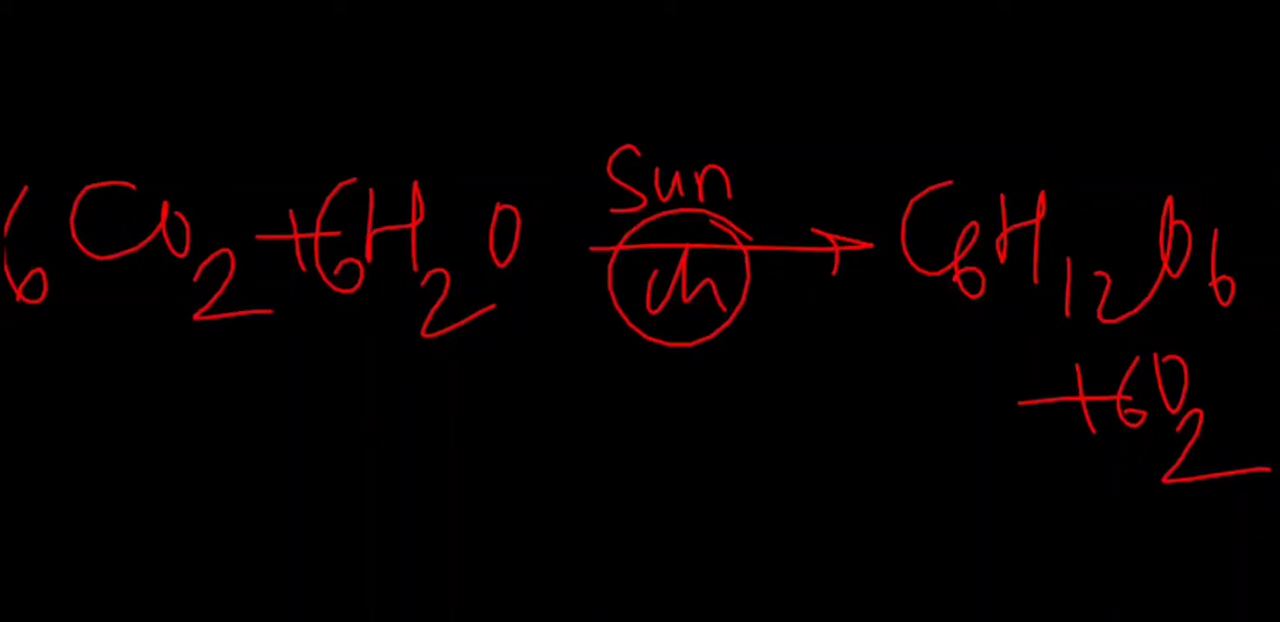 Sun
6CO₂ + 6H₂O → C₆H₁₂O₆
ch
+6O₂